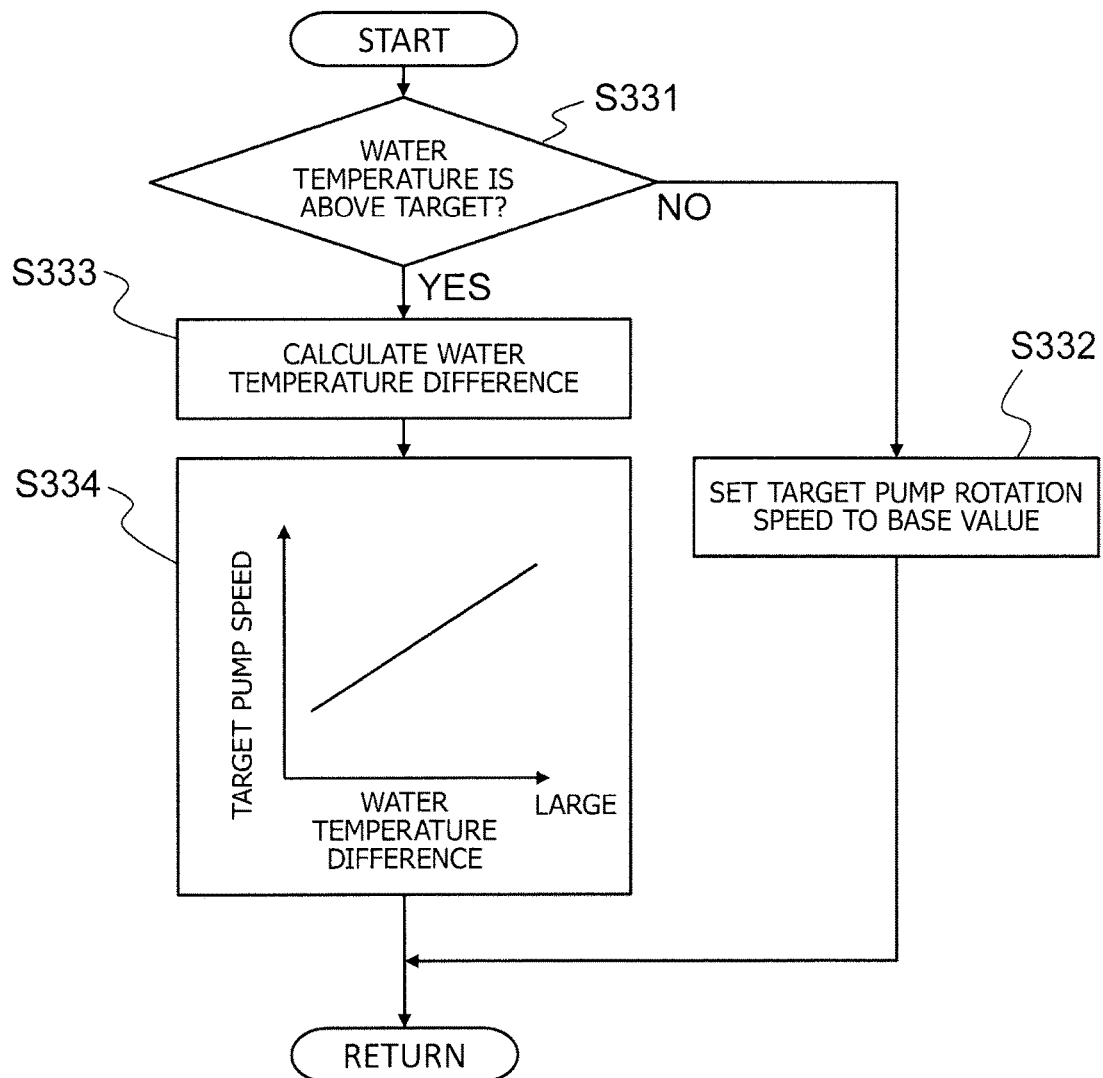 START
S331
WATER
TEMPERATURE IS
ABOVE TARGET?
NO
YES
S333
CALCULATE WATER
TEMPERATURE DIFFERENCE
S332
SET TARGET PUMP ROTATION
SPEED TO BASE VALUE
S334
TARGET PUMP SPEED
WATER
TEMPERATURE
DIFFERENCE
LARGE
RETURN